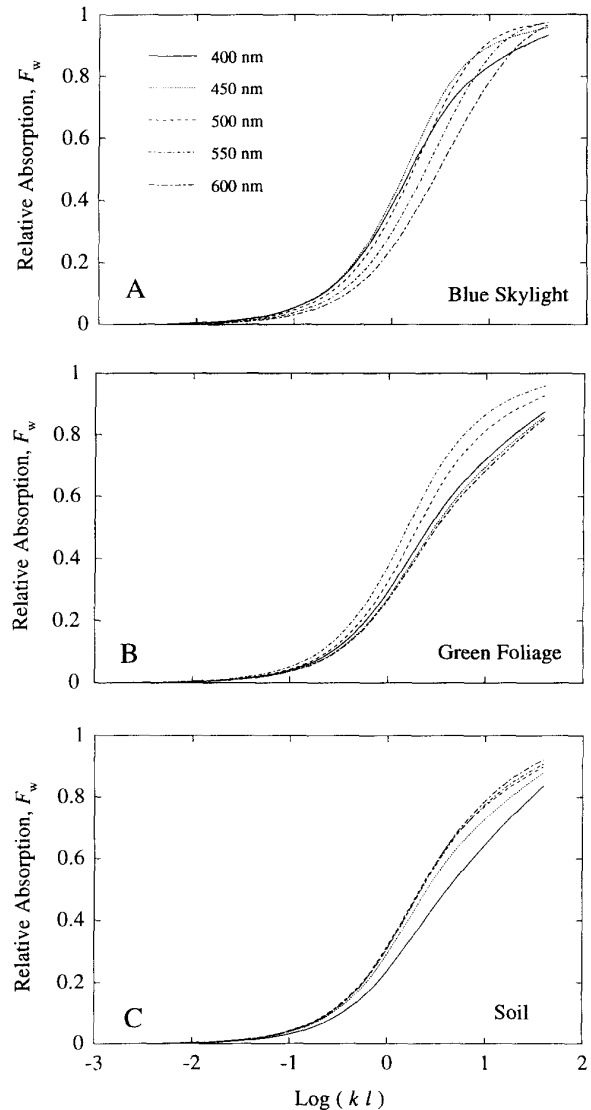 1
0.8
0.6
0.4
0.2
0
Relative Absorption, Fw
400 nm
450 nm
500 nm
550 nm
600 nm
A
Blue Skylight
1
0.8
0.6
0.4
0.2
0
Relative Absorption, Fw
B
Green Foliage
1
0.8
0.6
0.4
0.2
0
Relative Absorption, Fw
C
Soil
-3 -2 -1 0 1 2
Log ( k l )